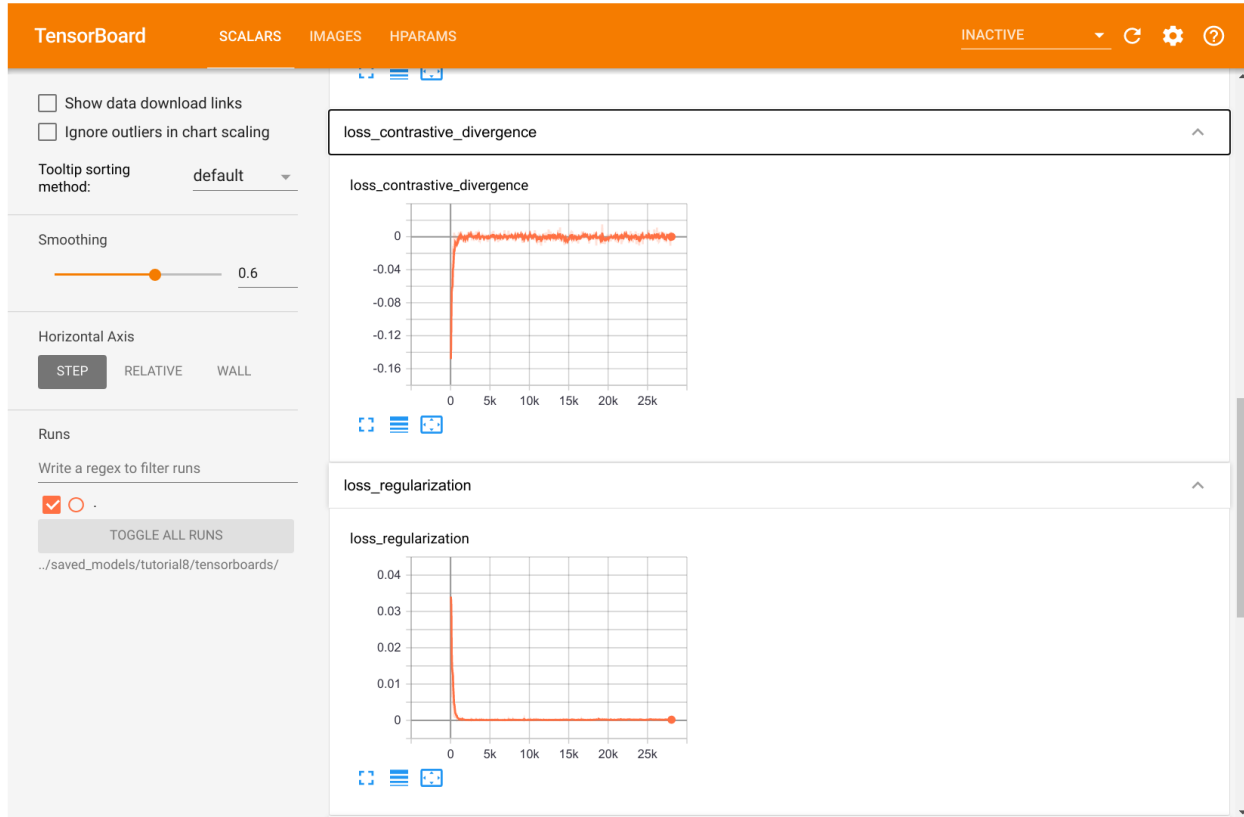 TensorBoard SCALARS IMAGES HPARAMS INACTIVE
Show data download links
Ignore outliers in chart scaling
Tooltip sorting
method:
default
Smoothing
0.6
Horizontal Axis
STEP RELATIVE WALL
Runs
Write a regex to filter runs
.
TOGGLE ALL RUNS
../saved_models/tutorial8/tensorboards/
loss_contrastive_divergence
loss_contrastive_divergence
0
-0.04
-0.08
-0.12
-0.16
0 5k 10k 15k 20k 25k
loss_regularization
loss_regularization
0.04
0.03
0.02
0.01
0
0 5k 10k 15k 20k 25k